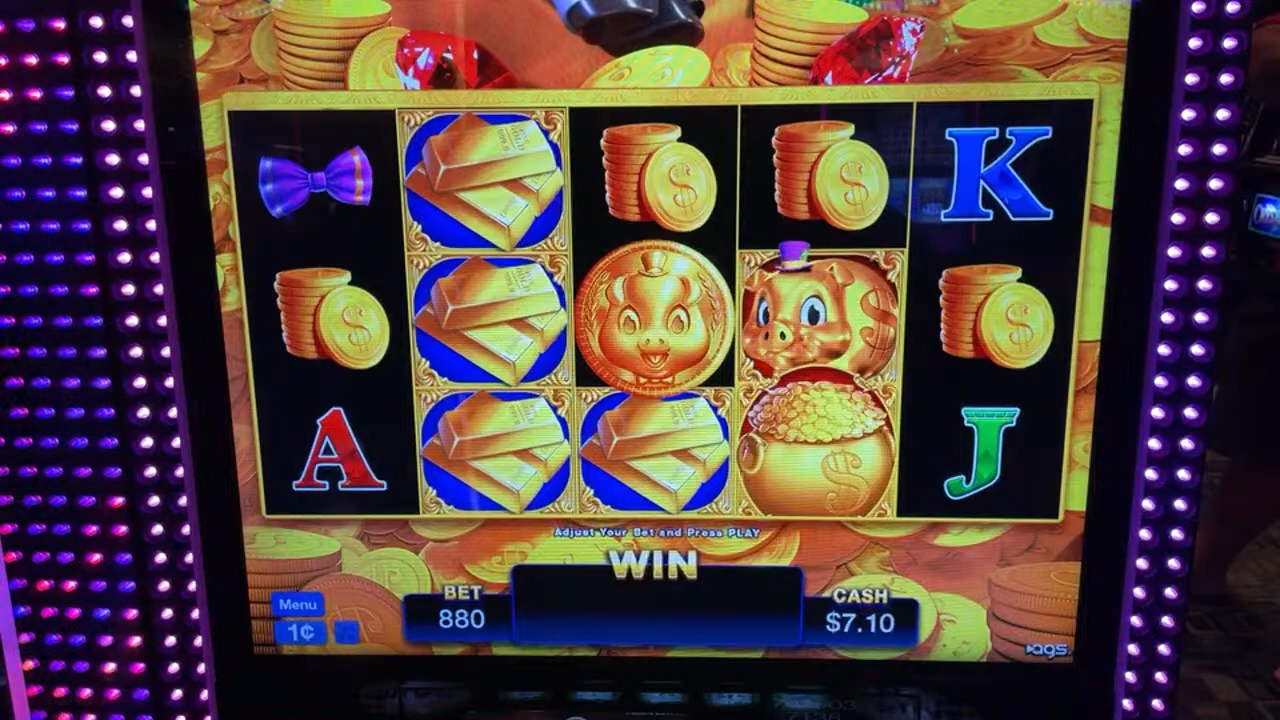 K
$
$
$
$
$
A
$
J
Adjust Your Bet and Press PLAY
WIN
BET
CASH
880
$7.10
Menu
1¢
ags